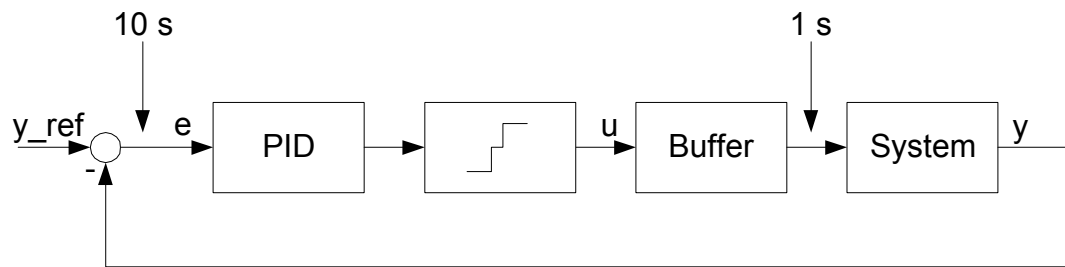 10 s
1 s
y_ref
-
e
PID
u
Buffer
System
y